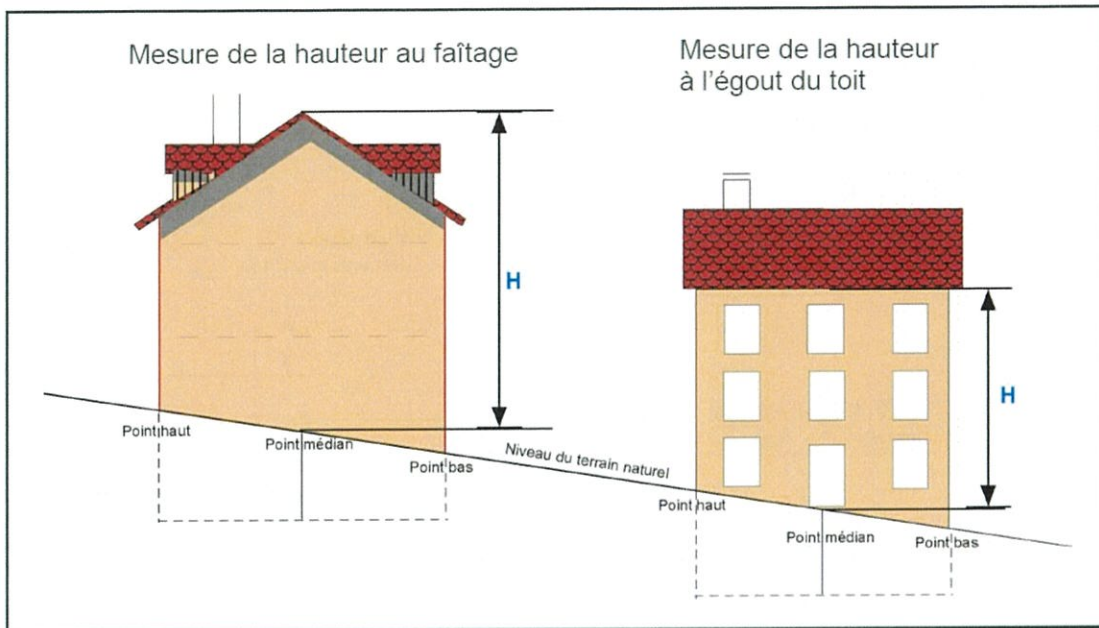 Mesure de la hauteur au faîtage
Mesure de la hauteur
à l'égout du toit
H
Point haut
Point médian
Point bas
Niveau du terrain naturel
H
Point haut
Point médian
Point bas